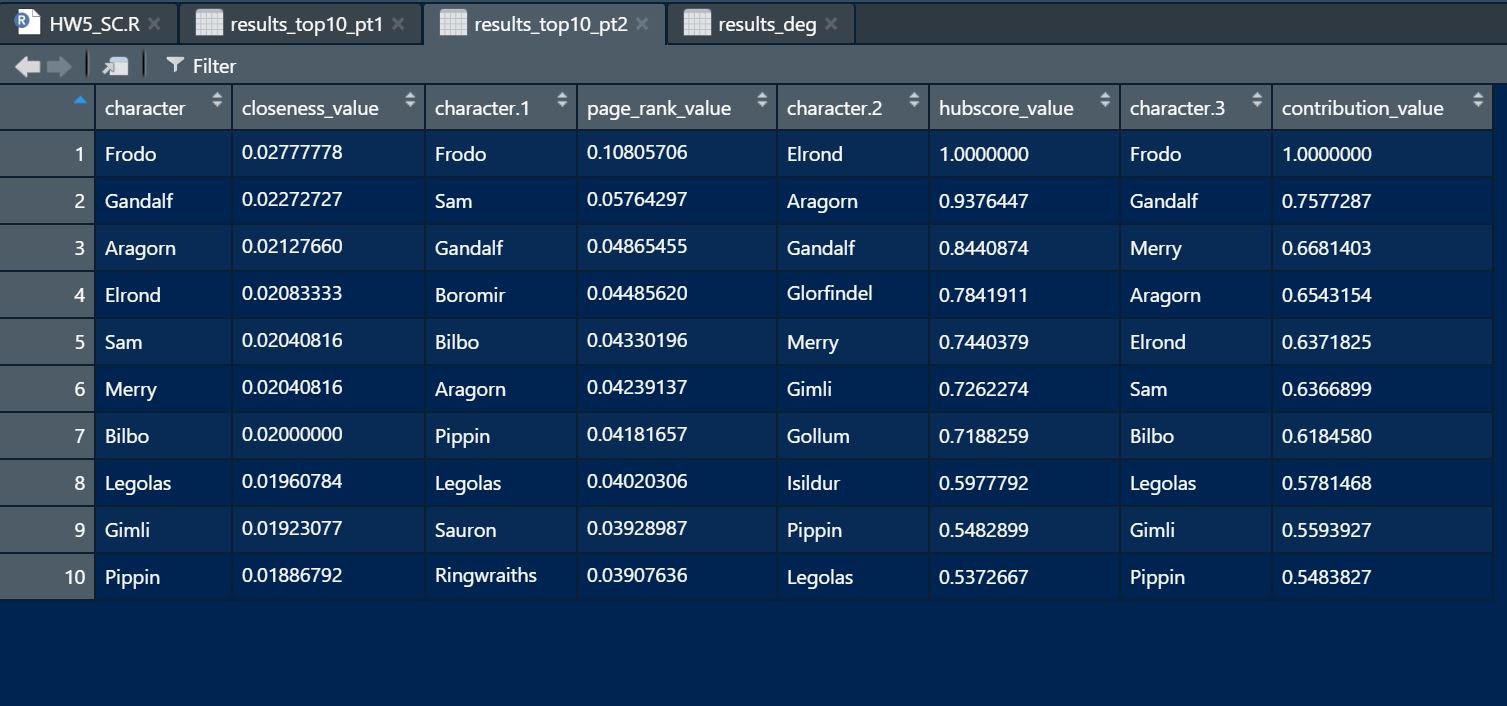 HW5_SC.R × results_top10_pt1 × results_top10_pt2 × results_deg ×
Filter
character closeness_value character.1 page_rank_value character.2 hubscore_value character.3 contribution_value
1 Frodo 0.02777778 Frodo 0.10805706 Elrond 1.0000000 Frodo 1.0000000
2 Gandalf 0.02272727 Sam 0.05764297 Aragorn 0.9376447 Gandalf 0.7577287
3 Aragorn 0.02127660 Gandalf 0.04865455 Gandalf 0.8440874 Merry 0.6681403
4 Elrond 0.02083333 Boromir 0.04485620 Glorfindel 0.7841911 Aragorn 0.6543154
5 Sam 0.02040816 Bilbo 0.04330196 Merry 0.7440379 Elrond 0.6371825
6 Merry 0.02040816 Aragorn 0.04239137 Gimli 0.7262274 Sam 0.6366899
7 Bilbo 0.02000000 Pippin 0.04181657 Gollum 0.7188259 Bilbo 0.6184580
8 Legolas 0.01960784 Legolas 0.04020306 Isildur 0.5977792 Legolas 0.5781468
9 Gimli 0.01923077 Sauron 0.03928987 Pippin 0.5482899 Gimli 0.5593927
10 Pippin 0.01886792 Ringwraiths 0.03907636 Legolas 0.5372667 Pippin 0.5483827